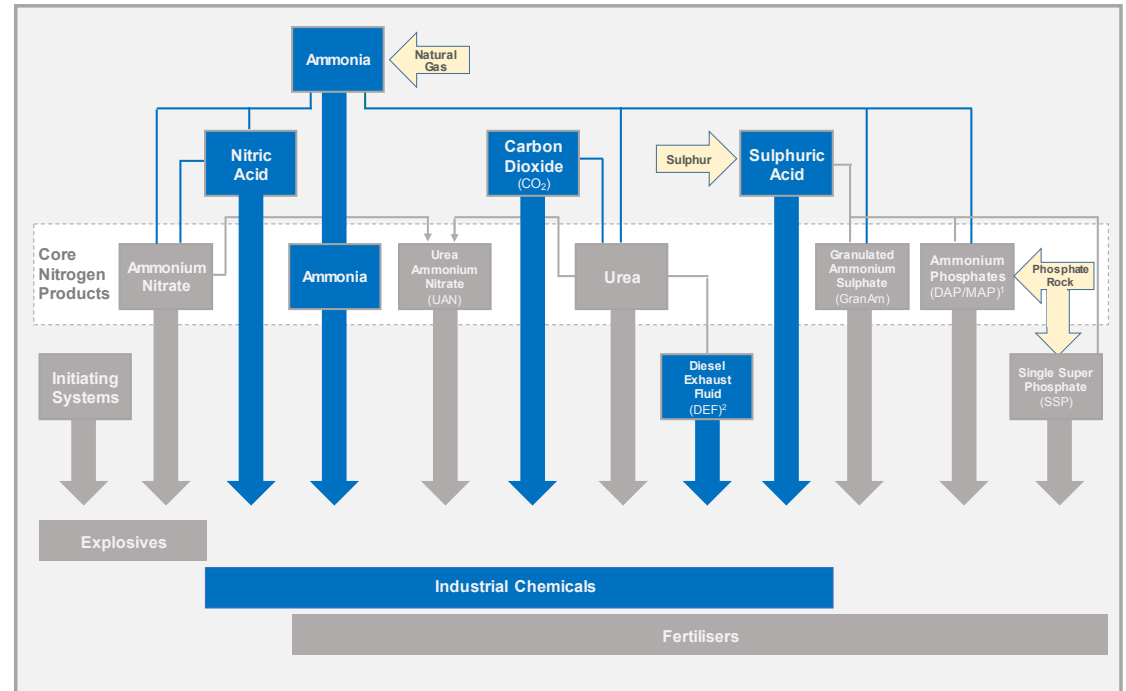 Ammonia
Natural
Gas
Nitric
Acid
Carbon
Dioxide
(CO₂)
Sulphur
Sulphuric
Acid
Core
Nitrogen
Products
Ammonium
Nitrate
Ammonia
Urea
Ammonium
Nitrate
(UAN)
Urea
Granulated
Ammonium
Sulphate
(GranAm)
Ammonium
Phosphates
(DAP/MAP)¹
Phosphate
Rock
Initiating
Systems
Diesel
Exhaust
Fluid
(DEF)²
Single Super
Phosphate
(SSP)
Explosives
Industrial Chemicals
Fertilisers